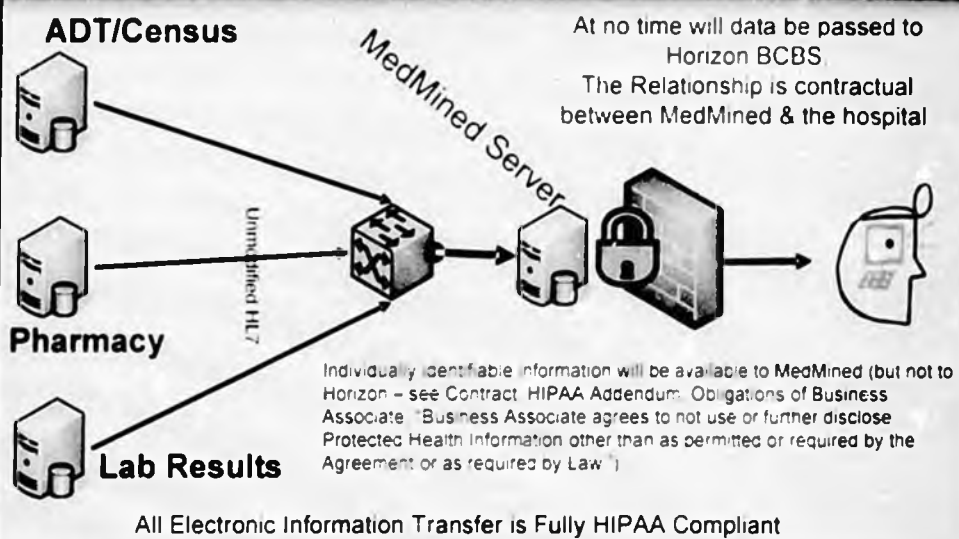 ADT/Census
MedMined Server
At no time will data be passed to
Horizon BCBS
The Relationship is contractual
between MedMined & the hospital
Unmodified HL7
Pharmacy
Individually identifiable information will be available to MedMined (but not to
Horizon – see Contract HIPAA Addendum Obligations of Business
Associate "Business Associate agrees to not use or further disclose
Protected Health Information other than as permitted or required by the
Agreement or as required by Law ")
Lab Results
All Electronic Information Transfer is Fully HIPAA Compliant